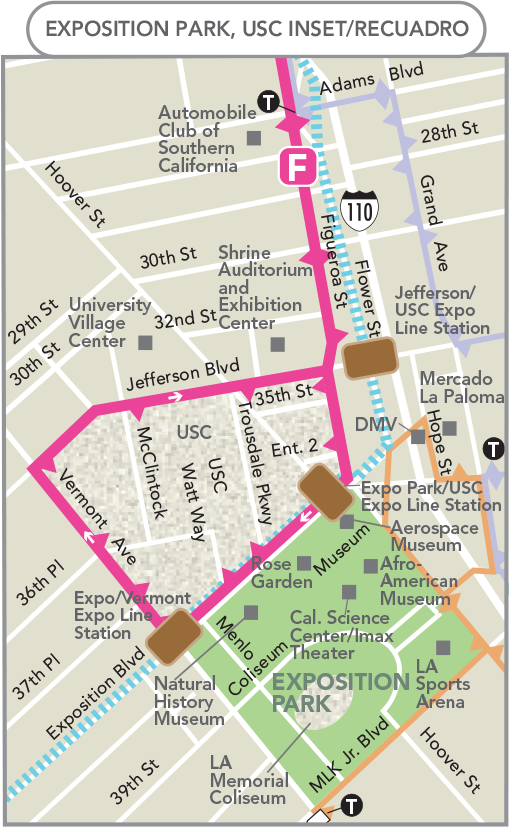 EXPOSITION PARK, USC INSET/RECUADRO
Adams Blvd
T
Automobile
Club of
Southern
California
28th St
F
Hoover St
110
Grand Ave
Figueroa St
Flower St
30th St
Shrine
Auditorium
and
Exhibition
Center
Jefferson/
USC Expo
Line Station
29th St
University
Village
Center
32nd St
30th St
Jefferson Blvd
Mercado
La Paloma
35th St
DMV
Hope St
USC
McClintock
USC
Watt Way
Trousdale Pkwy
Ent. 2
T
Vermont Ave
Expo Park/USC
Expo Line Station
Aerospace
Museum
Museum
Rose
Garden
Afro-
American
Museum
36th Pl
Expo/Vermont
Expo Line
Station
Cal. Science
Center/Imax
Theater
Menlo
Coliseum
37th Pl
Exposition Blvd
Natural
History
Museum
EXPOSITION
PARK
LA
Sports
Arena
39th St
LA
Memorial
Coliseum
MLK Jr. Blvd
Hoover St
T